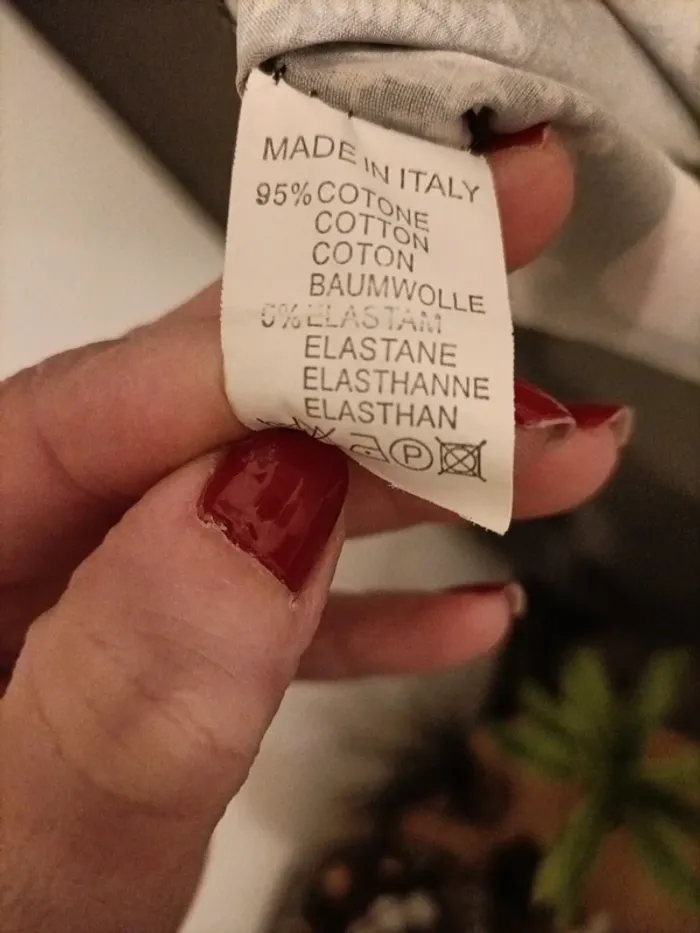 MADE IN ITALY
95% COTONE
COTTON
COTON
BAUMWOLLE
ELASTAM
ELASTANE
ELASTHANNE
ELASTHAN
P